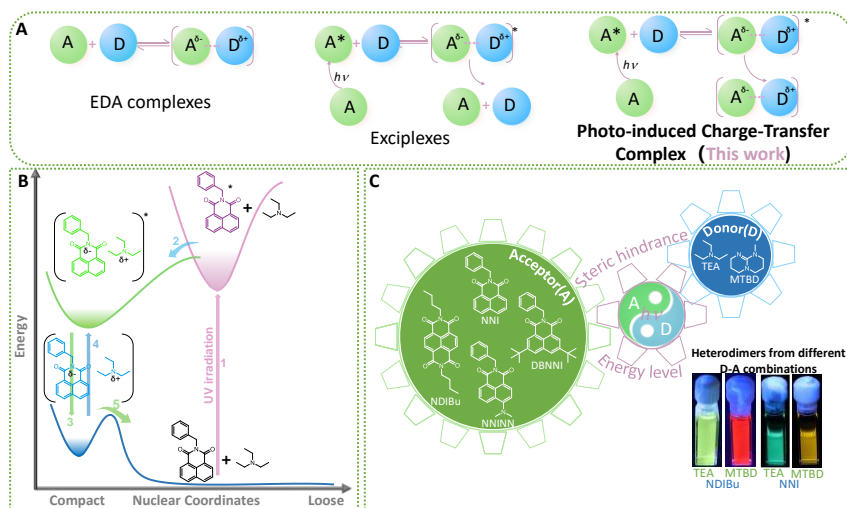 A
A + D ⇌ [A δ- D δ+]
EDA complexes
A* + D ⇌ [A δ- D δ+]*
hν
A
A + D
Exciplexes
A* + D ⇌ [A δ- D δ+]*
hν
A
A δ- D δ+
Photo-induced Charge-Transfer
Complex (This work)
B
Energy
*
N
O
O
+
N
*
O
N
O
δ-
N
δ+
2
UV irradiation
1
O
N
O
δ-
N
δ+
3
4
5
O
N
O
+
N
Compact
Nuclear Coordinates
Loose
C
Acceptor(A)
O
N
O
NNI
O
N
O
O
N
O
NDIBu
O
N
O
DBNNI
O
N
O
N
NNINN
Steric hindrance
A
hν
D
Energy level
Donor(D)
N
TEA
N
N
N
MTBD
Heterodimers from different
D-A combinations
TEA
MTBD
TEA
MTBD
NDIBu
NNI